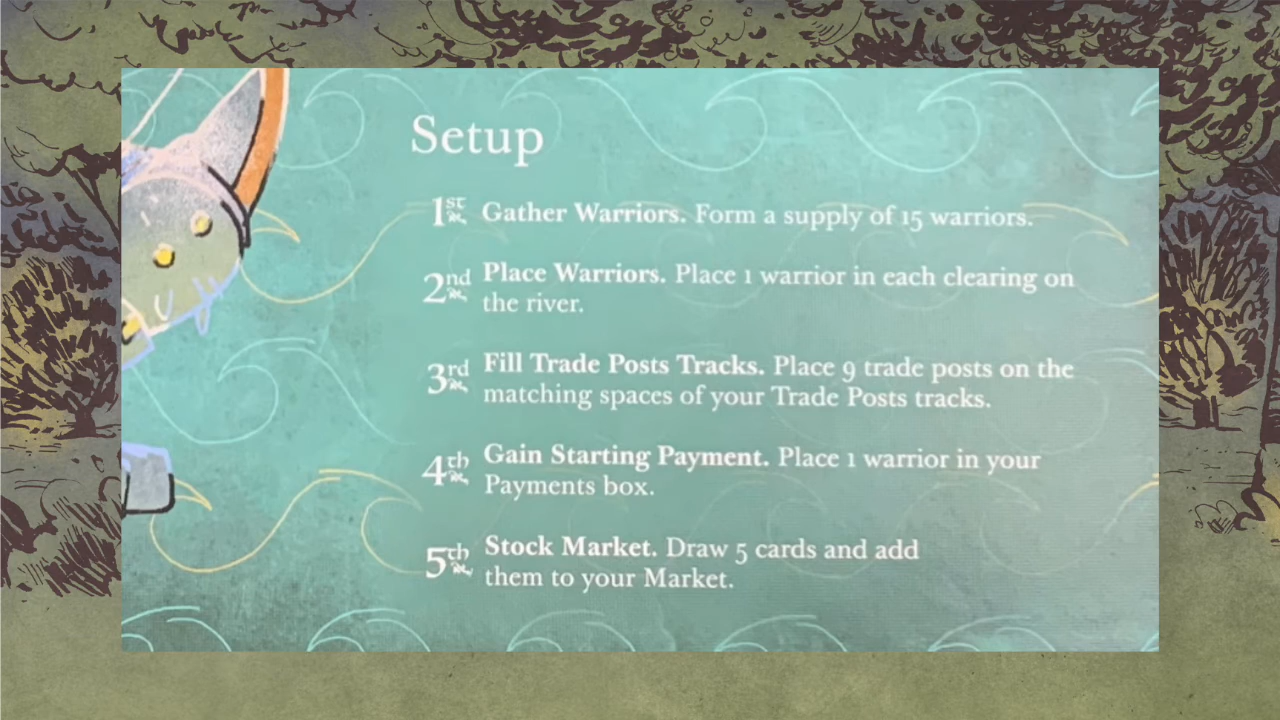 Setup
1st Gather Warriors. Form a supply of 15 warriors.
2nd Place Warriors. Place 1 warrior in each clearing on
the river.
3rd Fill Trade Posts Tracks. Place 9 trade posts on the
matching spaces of your Trade Posts tracks.
4th Gain Starting Payment. Place 1 warrior in your
Payments box.
5th Stock Market. Draw 5 cards and add
them to your Market.